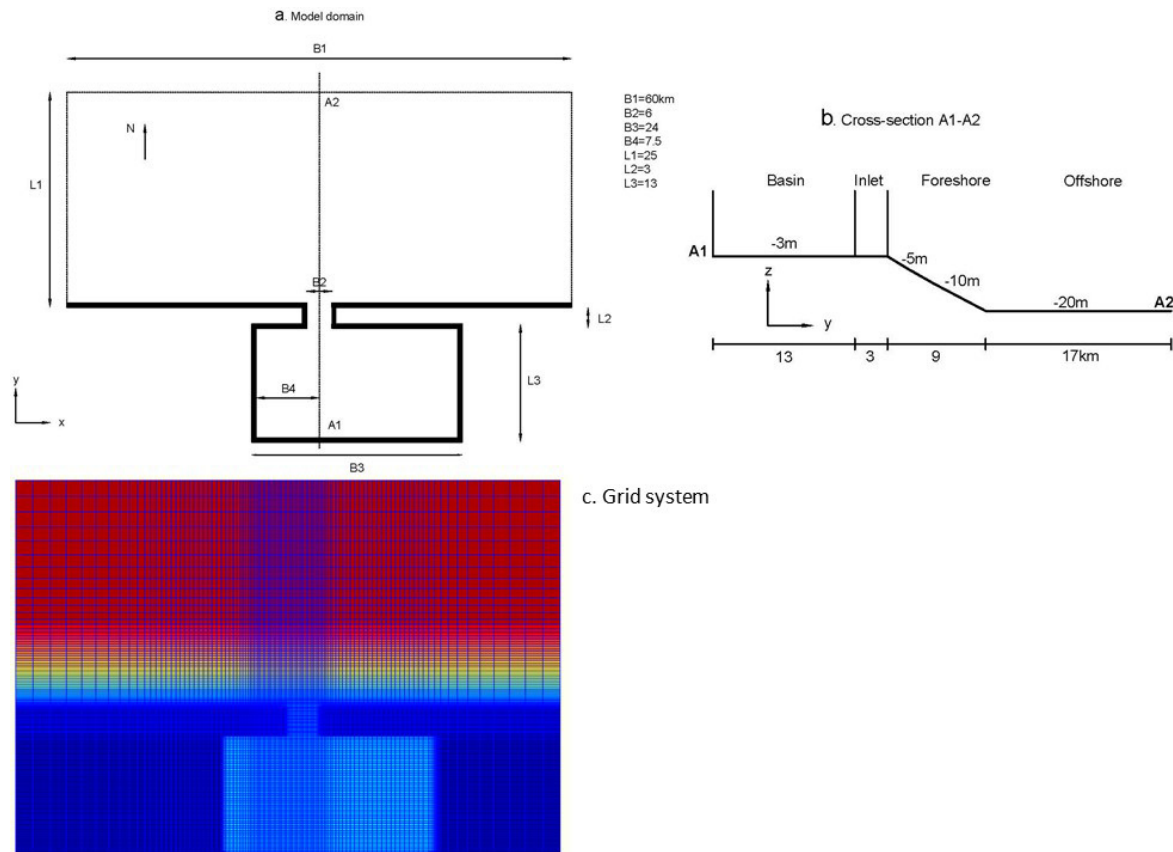 a. Model domain
B1
A2
N
L1
B2
L2
B4
L3
A1
B3
y
x
B1=60km
B2=6
B3=24
B4=7.5
L1=25
L2=3
L3=13
b. Cross-section A1-A2
Basin Inlet Foreshore Offshore
A1
-3m
-5m
-10m
-20m
A2
z
y
13 3 9 17km
c. Grid system